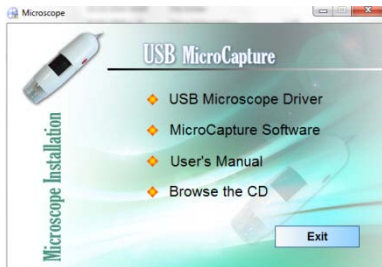 Microscope
USB MicroCapture
USB Microscope Driver
MicroCapture Software
User's Manual
Browse the CD
Microscope Installation
Exit